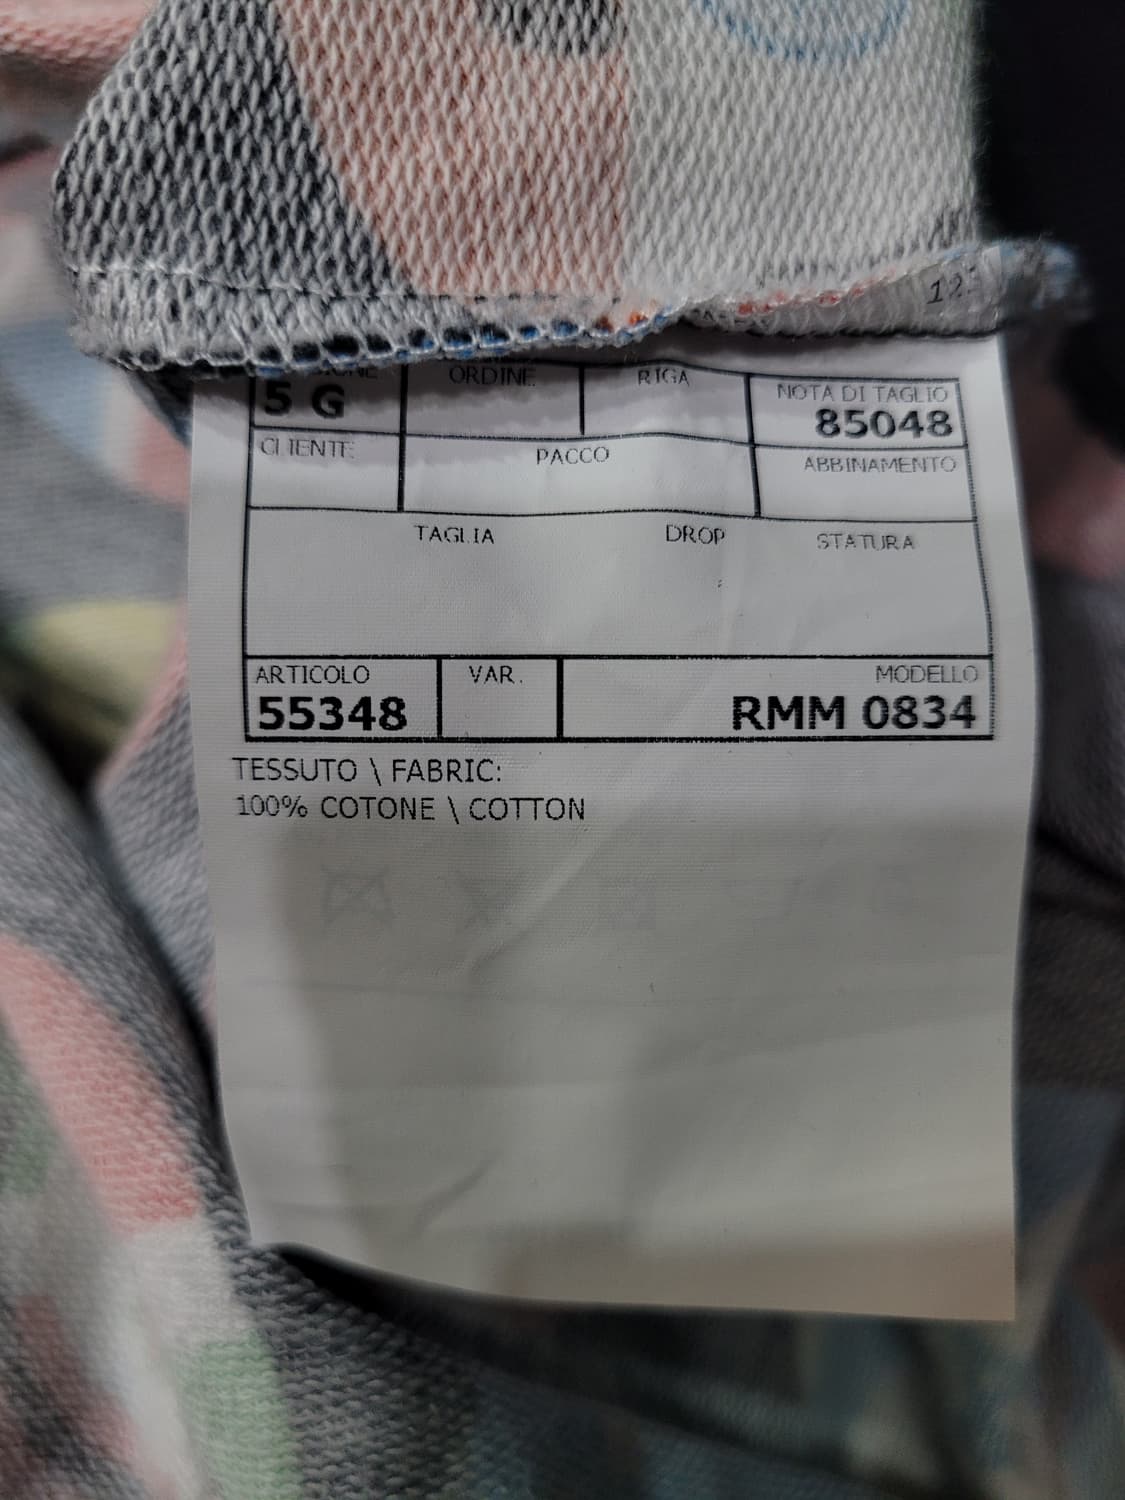 ORDINE RIGA NOTA DI TAGLIO
5 G 85048
CLIENTE PACCO ABBINAMENTO
TAGLIA DROP STATURA
ARTICOLO VAR. MODELLO
55348 RMM 0834
TESSUTO \ FABRIC:
100% COTONE \ COTTON